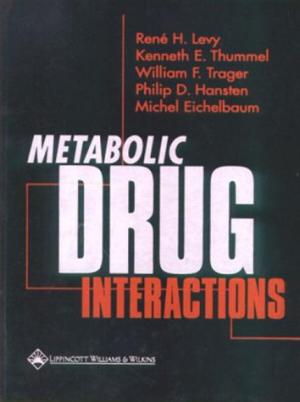 René H. Levy
Kenneth E. Thummel
William F. Trager
Philip D. Hansten
Michel Eichelbaum
METABOLIC
DRUG
INTERACTIONS
LIPPINCOTT WILLIAMS & WILKINS